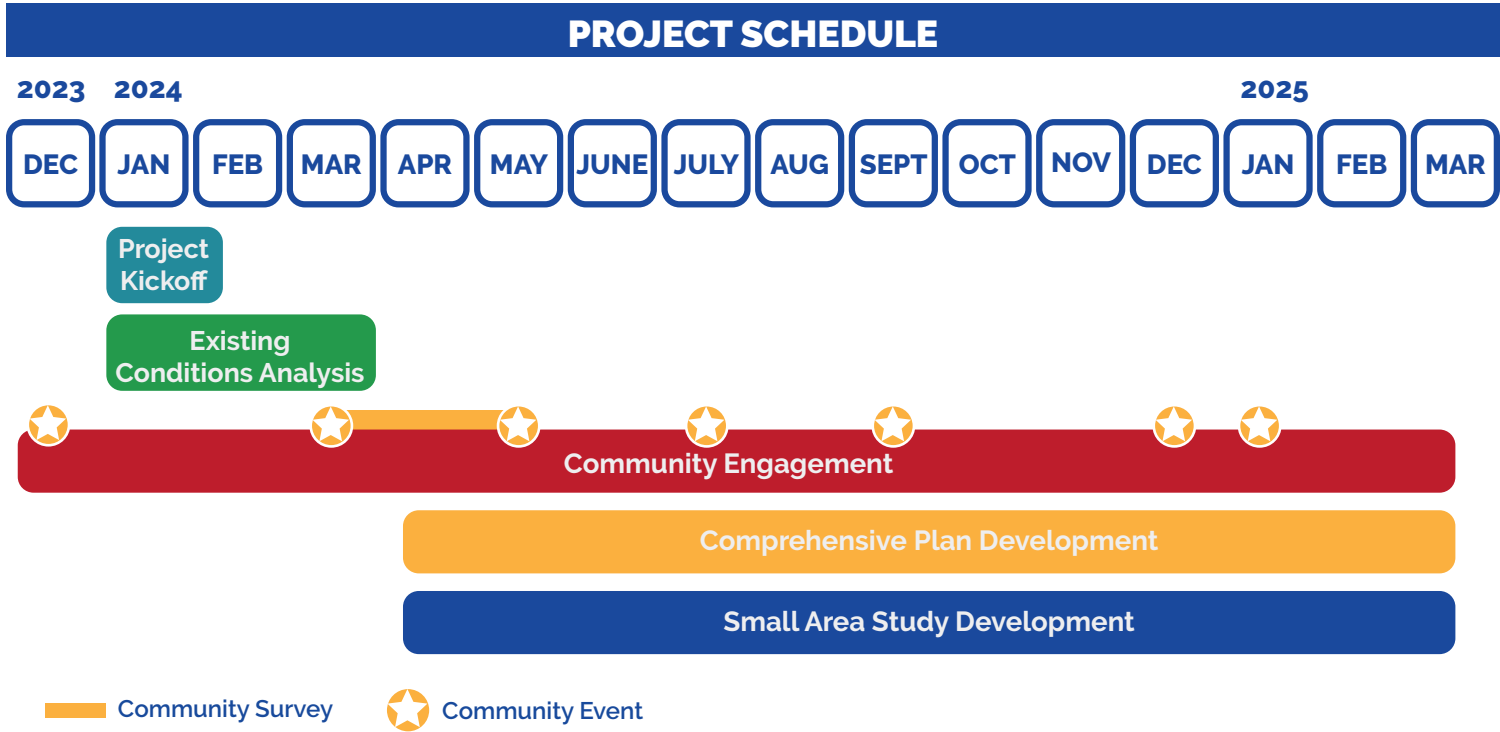 PROJECT SCHEDULE
2023 2024 2025
DEC JAN FEB MAR APR MAY JUNE JULY AUG SEPT OCT NOV DEC JAN FEB MAR
Project
Kickoff
Existing
Conditions Analysis
Community Engagement
Comprehensive Plan Development
Small Area Study Development
Community Survey Community Event